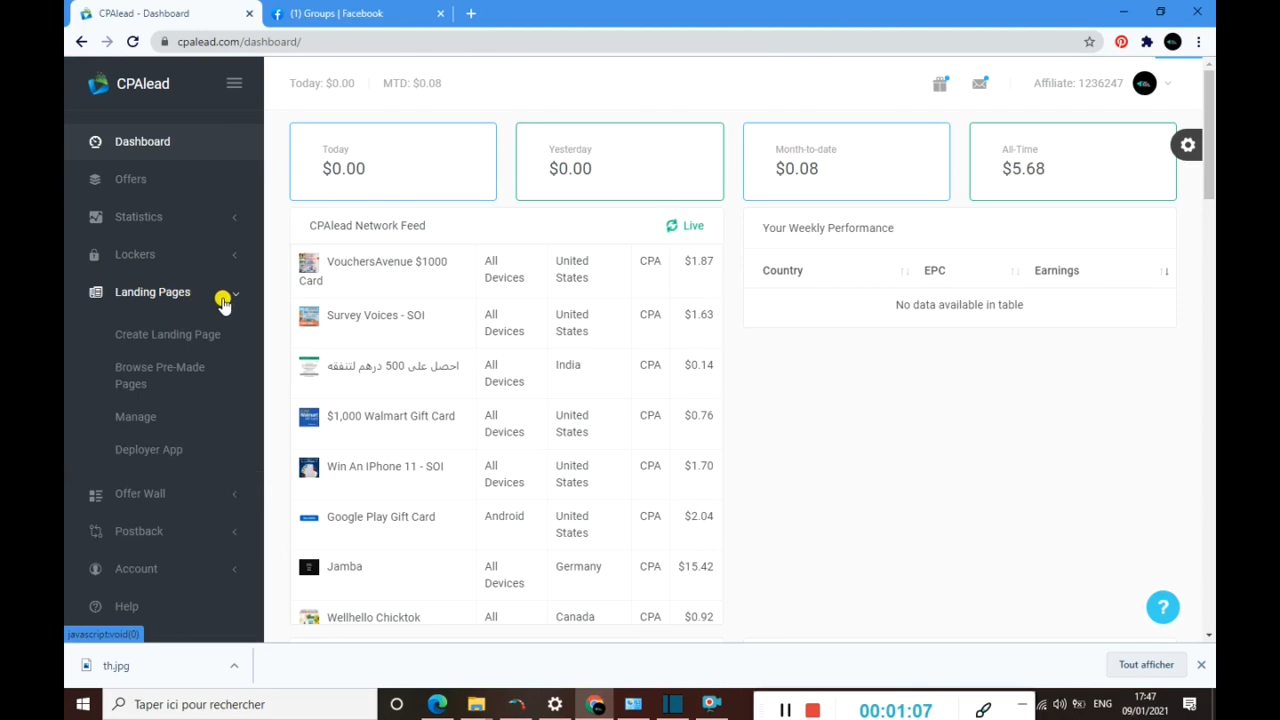 CPAlead - Dashboard
(1) Groups | Facebook
cpalead.com/dashboard/
CPAlead
Today: $0.00
MTD: $0.08
Affiliate: 1236247
Dashboard
Offers
Statistics
Lockers
Landing Pages
Create Landing Page
Browse Pre-Made
Pages
Manage
Deployer App
Offer Wall
Postback
Account
Help
Today
$0.00
Yesterday
$0.00
Month-to-date
$0.08
All-Time
$5.68
CPAlead Network Feed
Live
VouchersAvenue $1000
Card
All
Devices
United
States
CPA
$1.87
Survey Voices - SOI
All
Devices
United
States
CPA
$1.63
احصل على 500 درهم لتنفقه
All
Devices
India
CPA
$0.14
$1,000 Walmart Gift Card
All
Devices
United
States
CPA
$0.76
Win An IPhone 11 - SOI
All
Devices
United
States
CPA
$1.70
Google Play Gift Card
Android
United
States
CPA
$2.04
Jamba
All
Devices
Germany
CPA
$15.42
Wellhello Chicktok
All
Canada
CPA
$0.92
Your Weekly Performance
Country
EPC
Earnings
No data available in table
?
javascript:void(0)
th.jpg
Tout afficher
Taper ici pour rechercher
00:01:07
ENG
17:47
09/01/2021